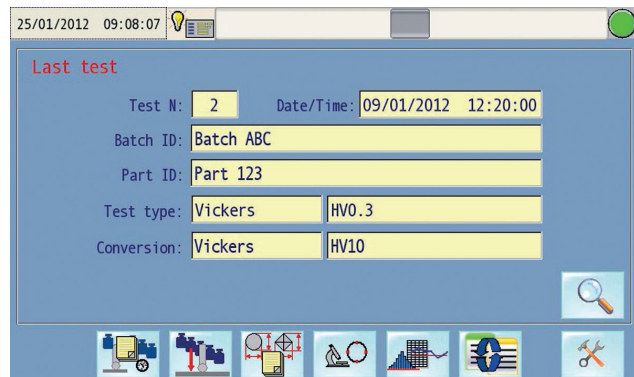 25/01/2012 09:08:07
Last test
Test N: 2 Date/Time: 09/01/2012 12:20:00
Batch ID: Batch ABC
Part ID: Part 123
Test type: Vickers HV0.3
Conversion: Vickers HV10